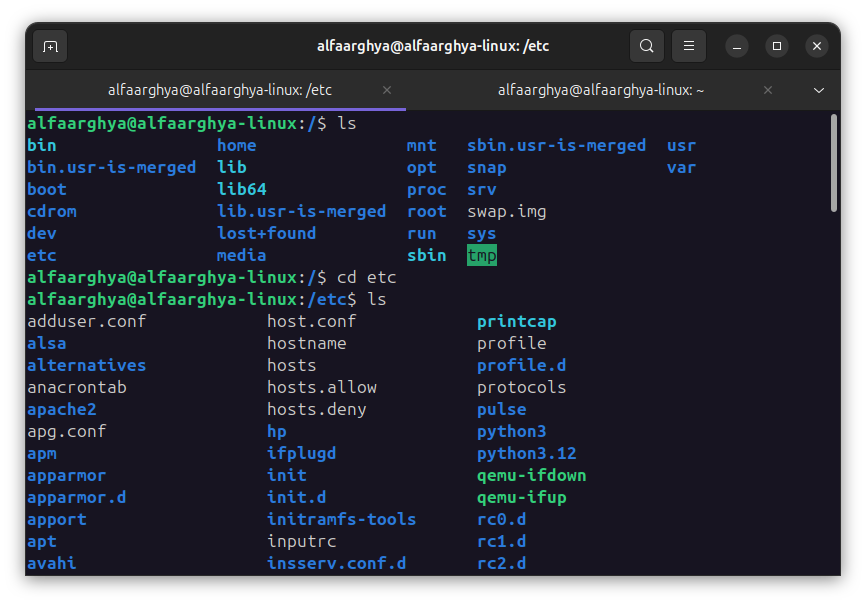 alfaarghya@alfaarghya-linux: /etc
alfaarghya@alfaarghya-linux: /etc alfaarghya@alfaarghya-linux: ~
alfaarghya@alfaarghya-linux:/$ ls
bin home mnt sbin.usr-is-merged usr
bin.usr-is-merged lib opt snap var
boot lib64 proc srv
cdrom lib.usr-is-merged root swap.img
dev lost+found run sys
etc media sbin tmp
alfaarghya@alfaarghya-linux:/$ cd etc
alfaarghya@alfaarghya-linux:/etc$ ls
adduser.conf host.conf printcap
alsa hostname profile
alternatives hosts profile.d
anacrontab hosts.allow protocols
apache2 hosts.deny pulse
apg.conf hp python3
apm ifplugd python3.12
apparmor init qemu-ifdown
apparmor.d init.d qemu-ifup
apport initramfs-tools rc0.d
apt inputrc rc1.d
avahi insserv.conf.d rc2.d